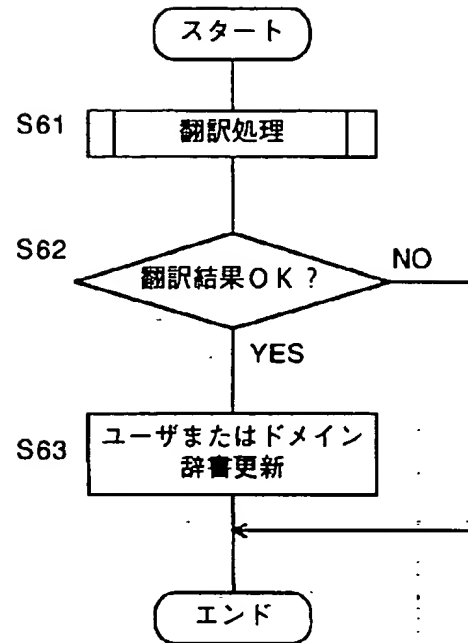 スタート
S61
翻訳処理
S62
翻訳結果OK?
NO
YES
S63
ユーザまたはドメイン
辞書更新
エンド